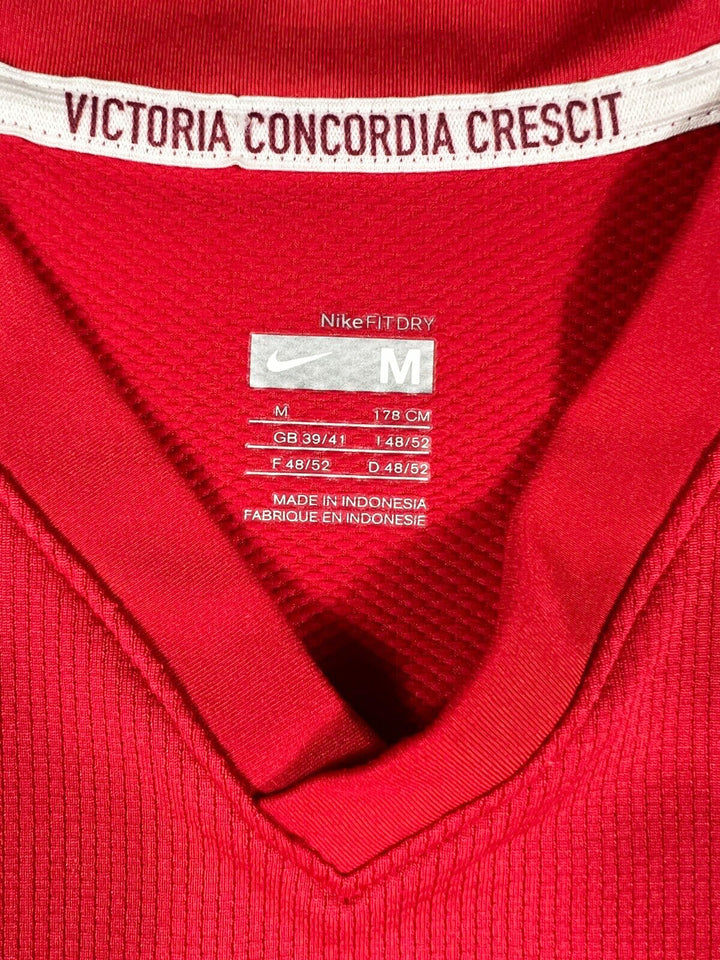 VICTORIA CONCORDIA CRESCIT
NikeFITDRY
M
M 178 CM
GB 39/41 I 48/52
F 48/52 D 48/52
MADE IN INDONESIA
FABRIQUE EN INDONESIE